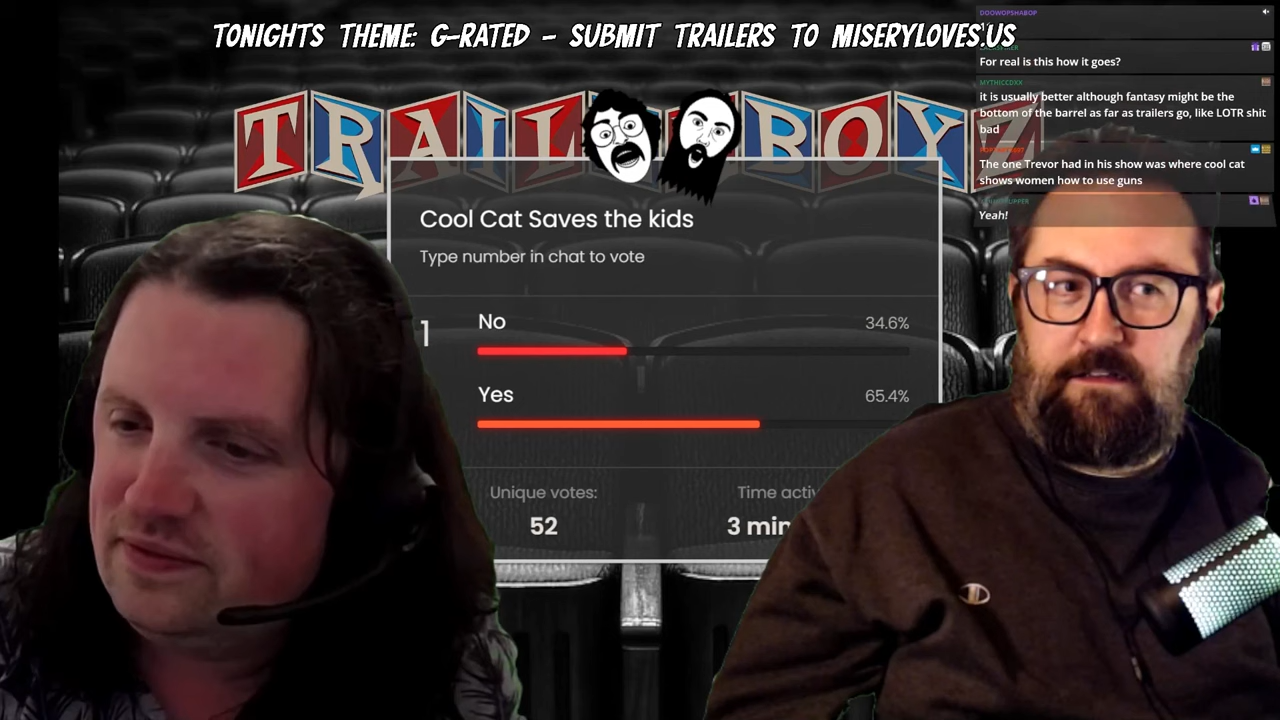 TONIGHTS THEME: G-RATED - SUBMIT TRAILERS TO MISERYLOVES.US
DOOWOPSHABOP
1
For real is this how it goes?
MYTHICCDXX
it is usually better although fantasy might be the
bottom of the barrel as far as trailers go, like LOTR shit
bad
The one Trevor had in his show was where cool cat
shows women how to use guns
Yeah!
TRAIL BOYZ
Cool Cat Saves the kids
Type number in chat to vote
1
No
34.6%
Yes
65.4%
Unique votes:
Time activ
52
3 min